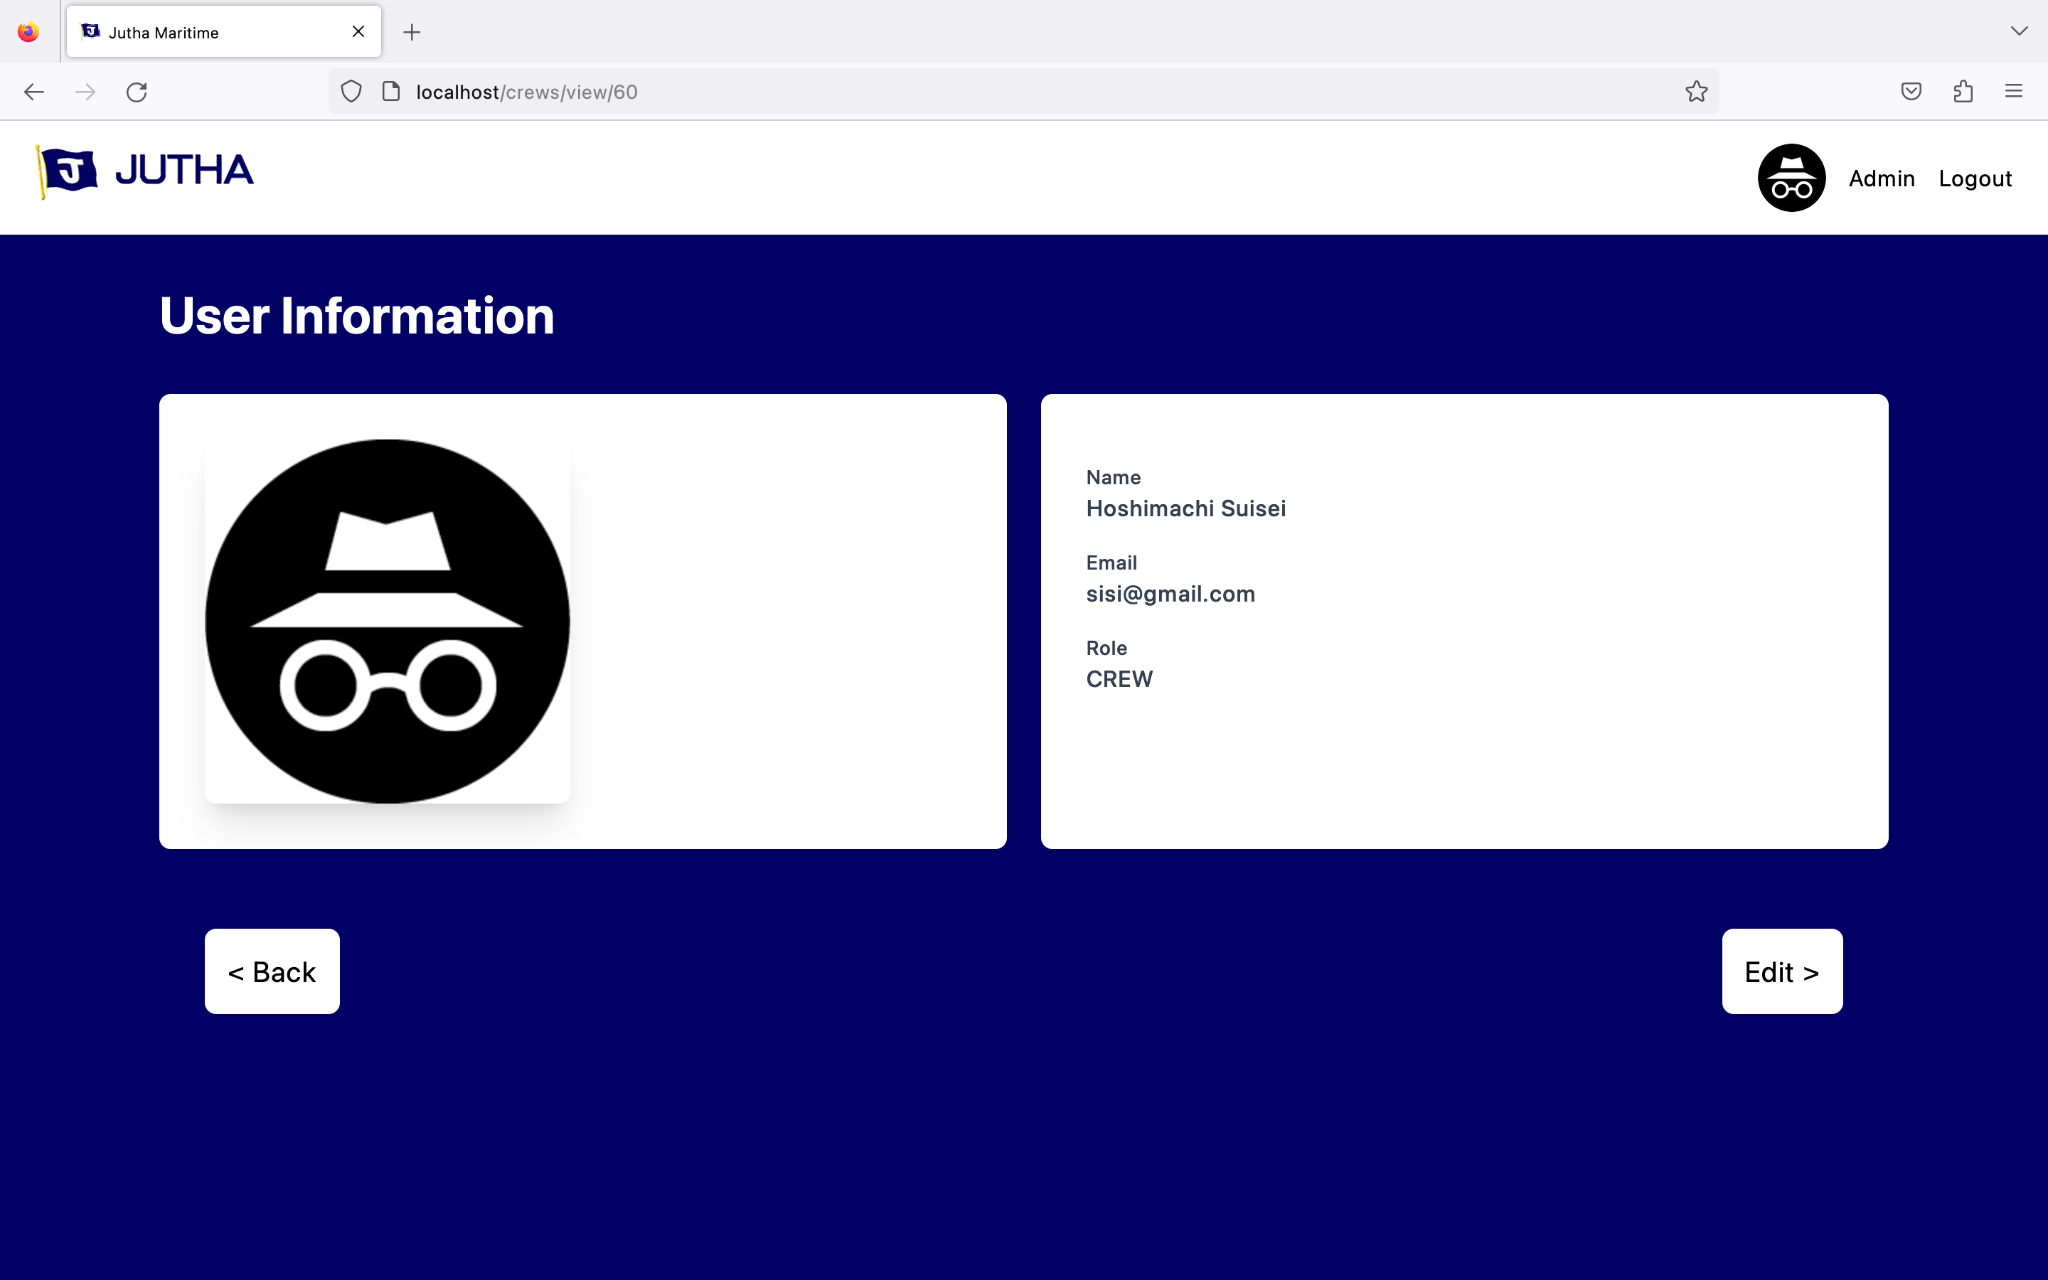 Jutha Maritime
localhost/crews/view/60
J JUTHA
Admin Logout
User Information
Name
Hoshimachi Suisei
Email
sisi@gmail.com
Role
CREW
< Back
Edit >